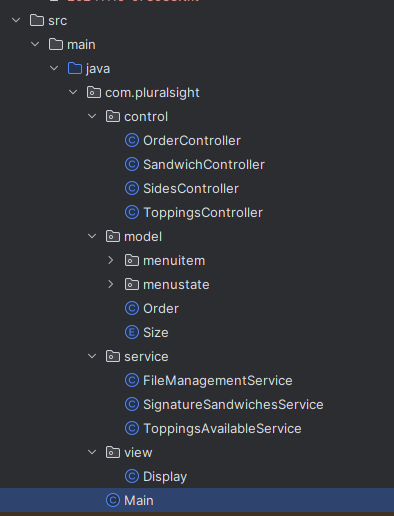 src
main
java
com.pluralsight
control
OrderController
SandwichController
SidesController
ToppingsController
model
menuitem
menustate
Order
Size
service
FileManagementService
SignatureSandwichesService
ToppingsAvailableService
view
Display
Main